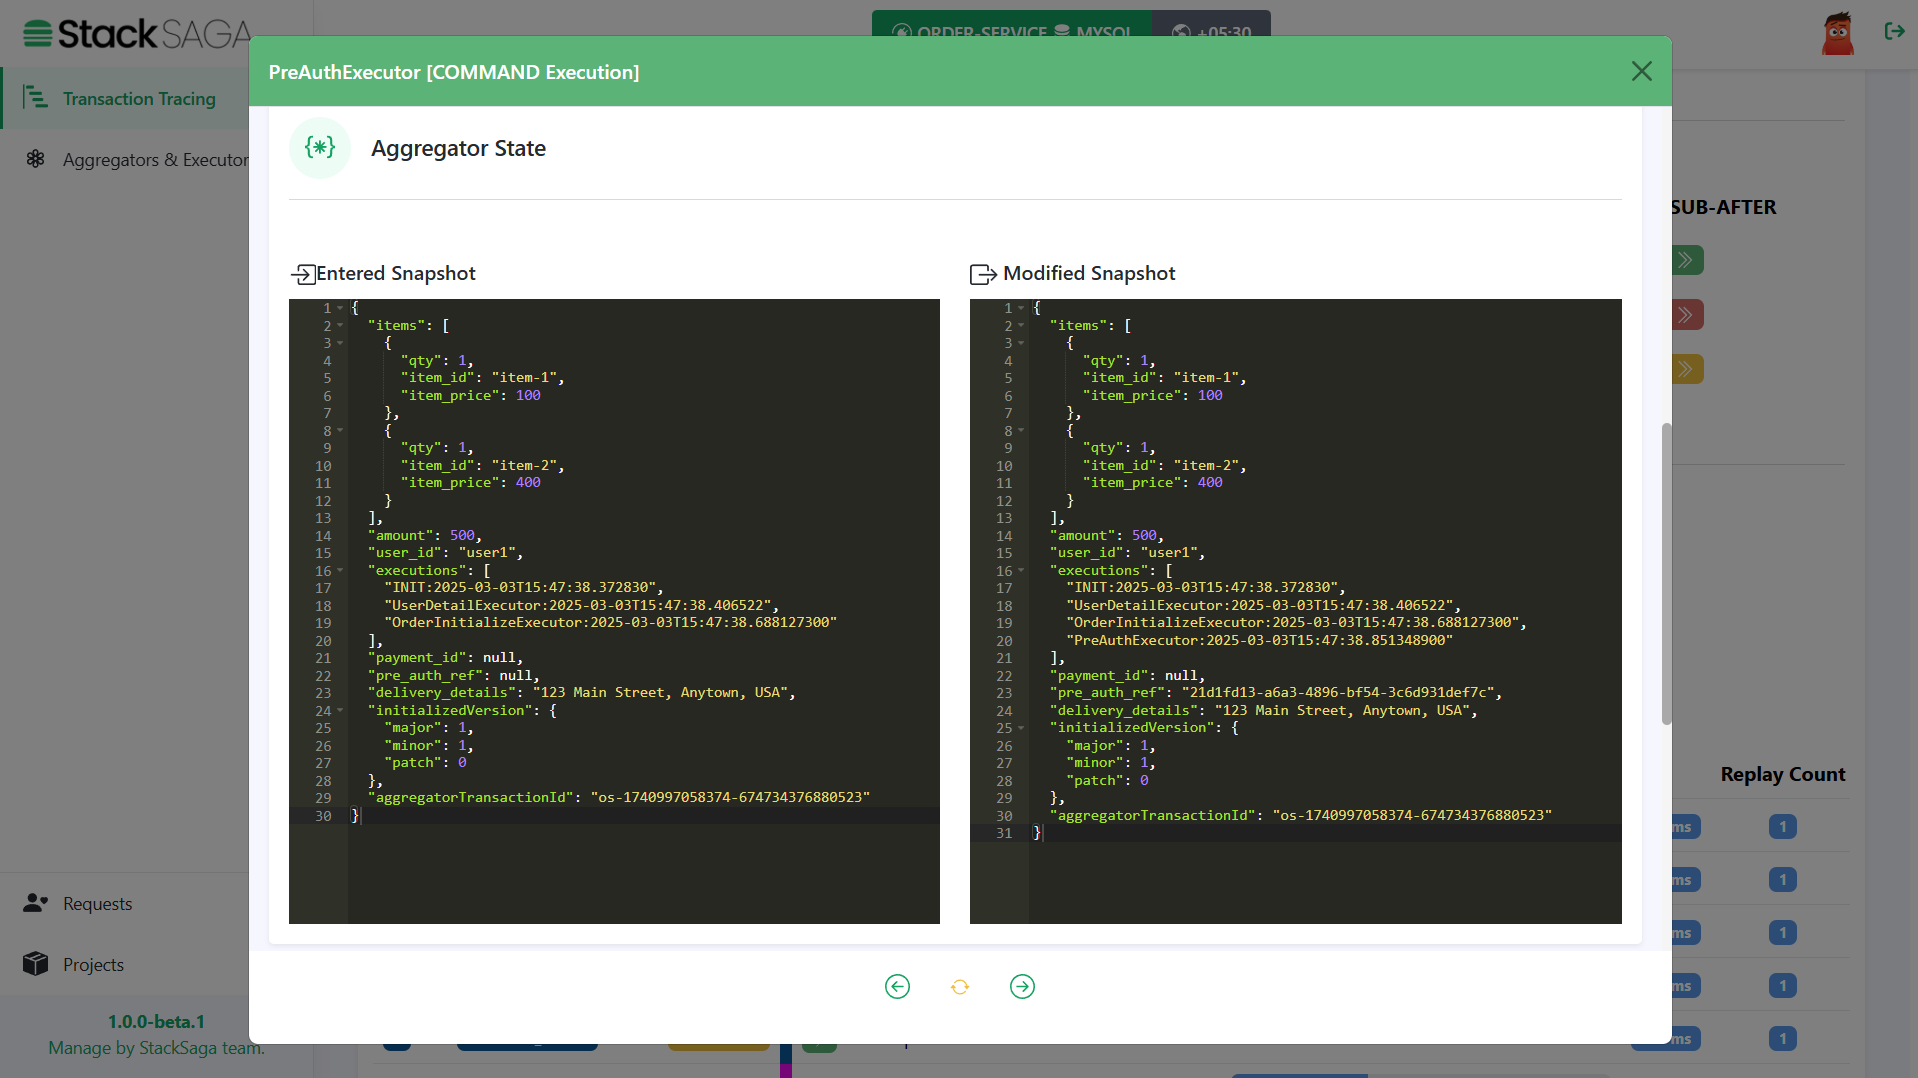 StackSAGA
ORDER-SERVICE MYSQL
+05:30
PreAuthExecutor [COMMAND Execution]
Transaction Tracing
Aggregators & Executor
{*} Aggregator State
SUB-AFTER
Entered Snapshot
1 {
2 "items": [
3 {
4 "qty": 1,
5 "item_id": "item-1",
6 "item_price": 100
7 },
8 {
9 "qty": 1,
10 "item_id": "item-2",
11 "item_price": 400
12 }
13 ],
14 "amount": 500,
15 "user_id": "user1",
16 "executions": [
17 "INIT:2025-03-03T15:47:38.372830",
18 "UserDetailExecutor:2025-03-03T15:47:38.406522",
19 "OrderInitializeExecutor:2025-03-03T15:47:38.688127300"
20 ],
21 "payment_id": null,
22 "pre_auth_ref": null,
23 "delivery_details": "123 Main Street, Anytown, USA",
24 "initializedVersion": {
25 "major": 1,
26 "minor": 1,
27 "patch": 0
28 },
29 "aggregatorTransactionId": "os-1740997058374-674734376880523"
30 }
Modified Snapshot
1 {
2 "items": [
3 {
4 "qty": 1,
5 "item_id": "item-1",
6 "item_price": 100
7 },
8 {
9 "qty": 1,
10 "item_id": "item-2",
11 "item_price": 400
12 }
13 ],
14 "amount": 500,
15 "user_id": "user1",
16 "executions": [
17 "INIT:2025-03-03T15:47:38.372830",
18 "UserDetailExecutor:2025-03-03T15:47:38.406522",
19 "OrderInitializeExecutor:2025-03-03T15:47:38.688127300",
20 "PreAuthExecutor:2025-03-03T15:47:38.851348900"
21 ],
22 "payment_id": null,
23 "pre_auth_ref": "21d1fd13-a6a3-4896-bf54-3c6d931def7c",
24 "delivery_details": "123 Main Street, Anytown, USA",
25 "initializedVersion": {
26 "major": 1,
27 "minor": 1,
28 "patch": 0
29 },
30 "aggregatorTransactionId": "os-1740997058374-674734376880523"
31 }
Replay Count
ms 1
ms 1
ms 1
ms 1
ms 1
Requests
Projects
1.0.0-beta.1
Manage by StackSaga team.